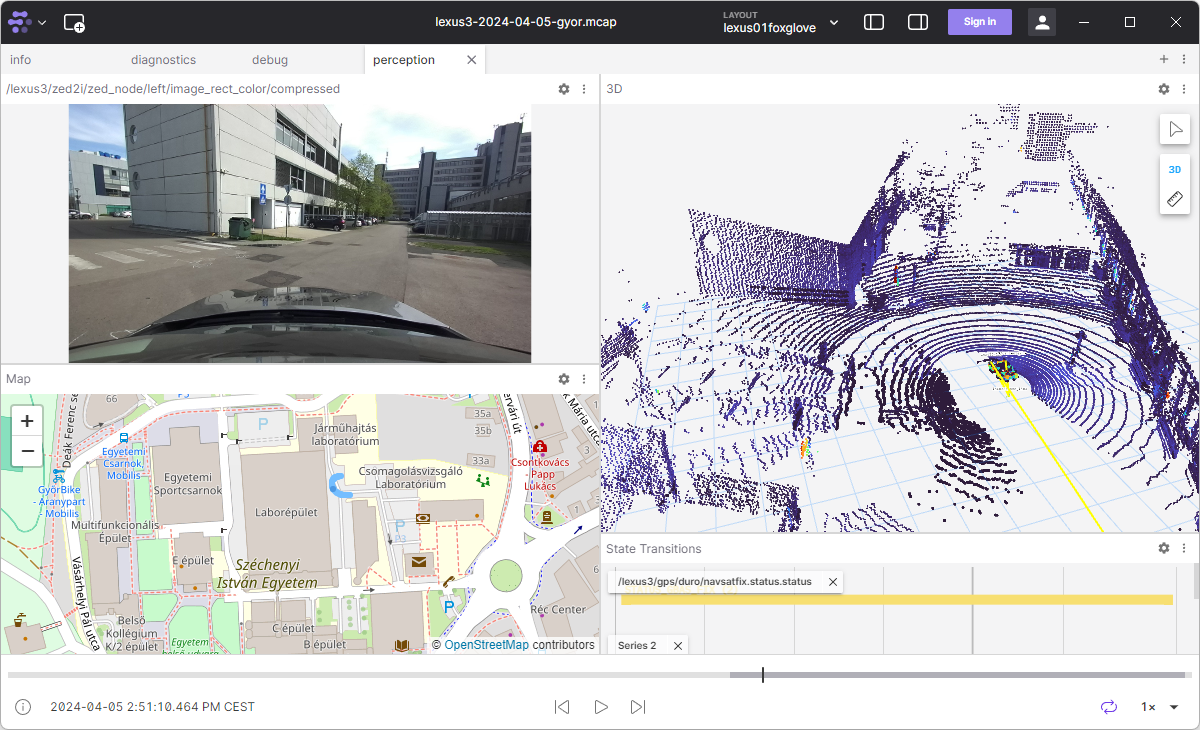 lexus3-2024-04-05-gyor.mcap
LAYOUT
lexus01foxglove
Sign in
info
diagnostics
debug
perception
/lexus3/zed2i/zed_node/left/image_rect_color/compressed
3D
3D
Map
+
−
Deák Ferenc
66
P
Járműhajtás
laboratórium
35a
35b
33a
Egyetemi
Csarnok,
Mobilis
GyőrBike
- Aranypart
- Mobilis
Egyetemi
Sportcsarnok
Csomagolásvizsgáló
Laboratórium
Csontkovács
Papp
Lukács
Mária utca
Laborépület
P
Multifunkcionális
Épület
E épület
Széchenyi
István Egyetem
Vásárhelyi Pál utca
P
Réc Center
Belső
Kollégium
K/2 épület
C épület
B épület
Egyetem
© OpenStreetMap contributors
State Transitions
/lexus3/gps/duro/navsatfix.status.status
Series 2
2024-04-05 2:51:10.464 PM CEST
1×